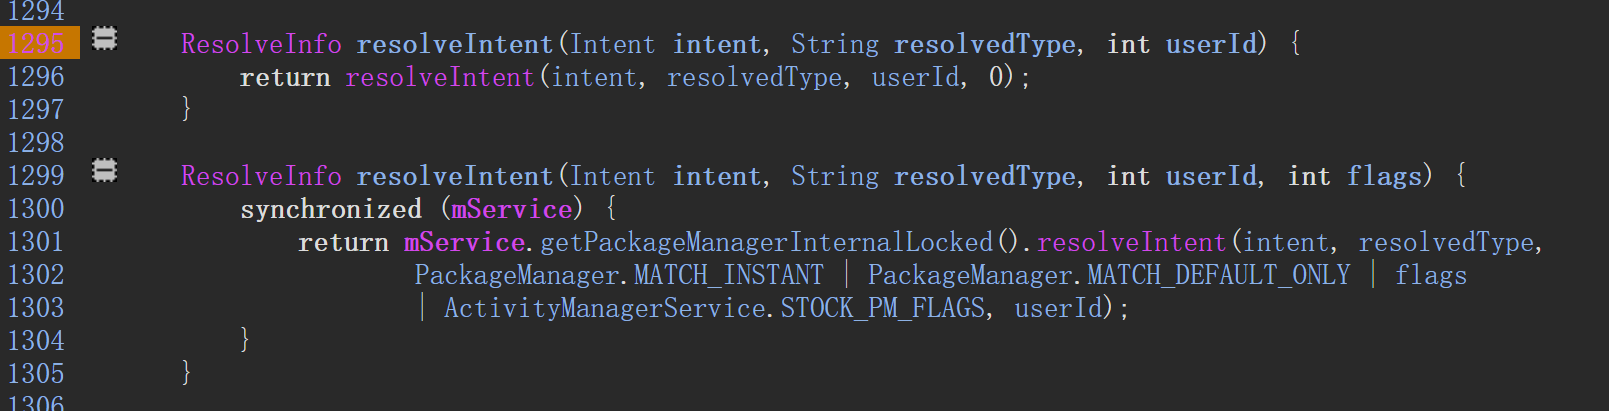 1294
1295 ResolveInfo resolveIntent(Intent intent, String resolvedType, int userId) {
1296 return resolveIntent(intent, resolvedType, userId, 0);
1297 }
1298
1299 ResolveInfo resolveIntent(Intent intent, String resolvedType, int userId, int flags) {
1300 synchronized (mService) {
1301 return mService.getPackageManagerInternalLocked().resolveIntent(intent, resolvedType,
1302 PackageManager.MATCH_INSTANT | PackageManager.MATCH_DEFAULT_ONLY | flags
1303 | ActivityManagerService.STOCK_PM_FLAGS, userId);
1304 }
1305 }
1306